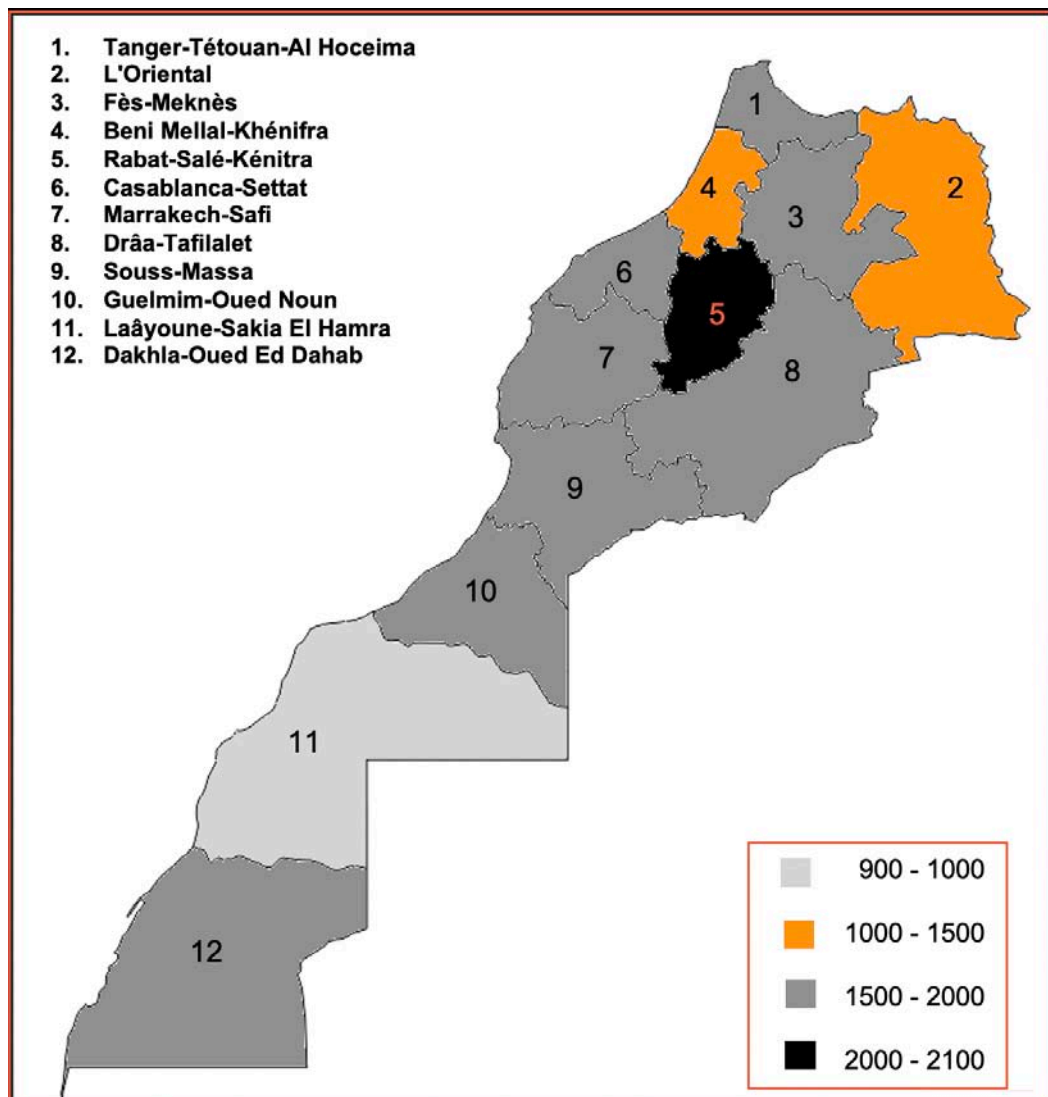 1. Tanger-Tétouan-Al Hoceima
2. L'Oriental
3. Fès-Meknès
4. Beni Mellal-Khénifra
5. Rabat-Salé-Kénitra
6. Casablanca-Settat
7. Marrakech-Safi
8. Drâa-Tafilalet
9. Souss-Massa
10. Guelmim-Oued Noun
11. Laâyoune-Sakia El Hamra
12. Dakhla-Oued Ed Dahab
1
2
4
3
6
5
7
8
9
10
11
12
900 - 1000
1000 - 1500
1500 - 2000
2000 - 2100